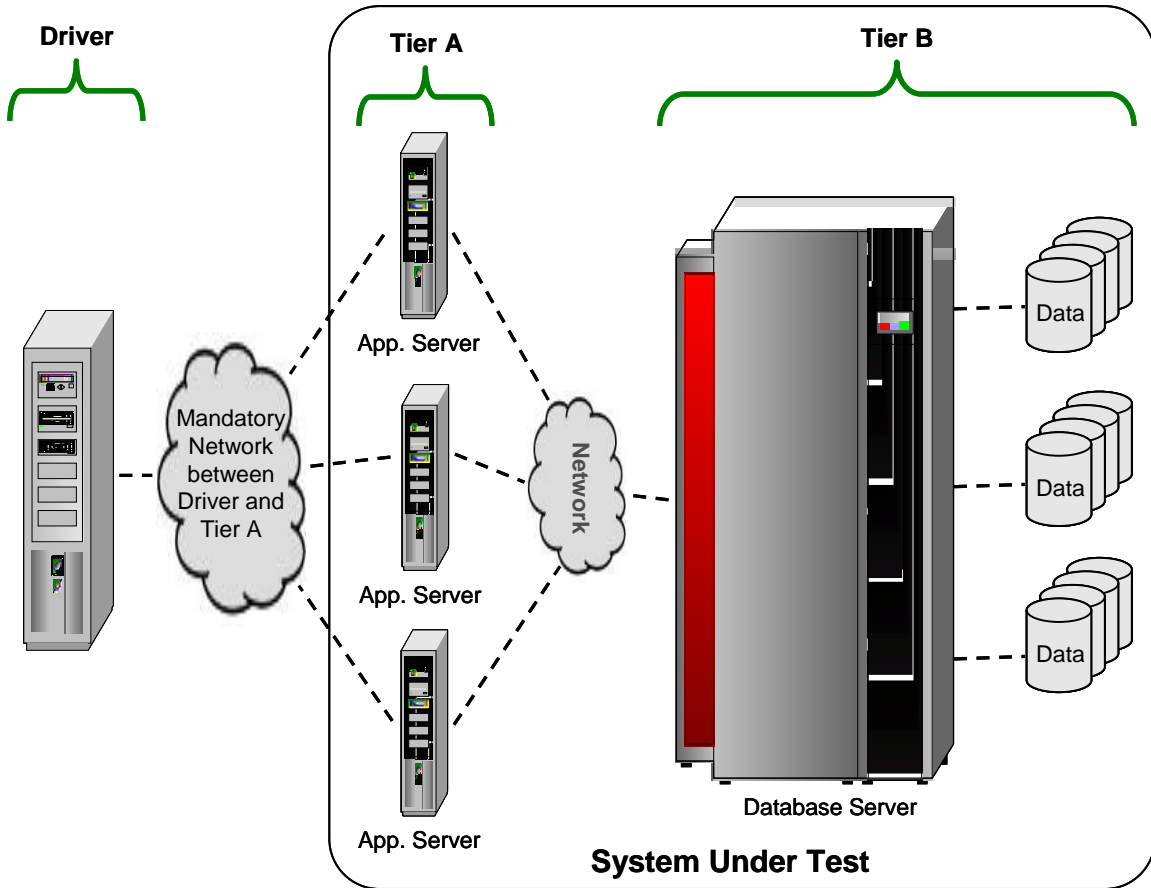 Driver
Tier A
Tier B
App. Server
Mandatory
Network
between
Driver and
Tier A
App. Server
App. Server
Network
Database Server
Data
Data
Data
System Under Test